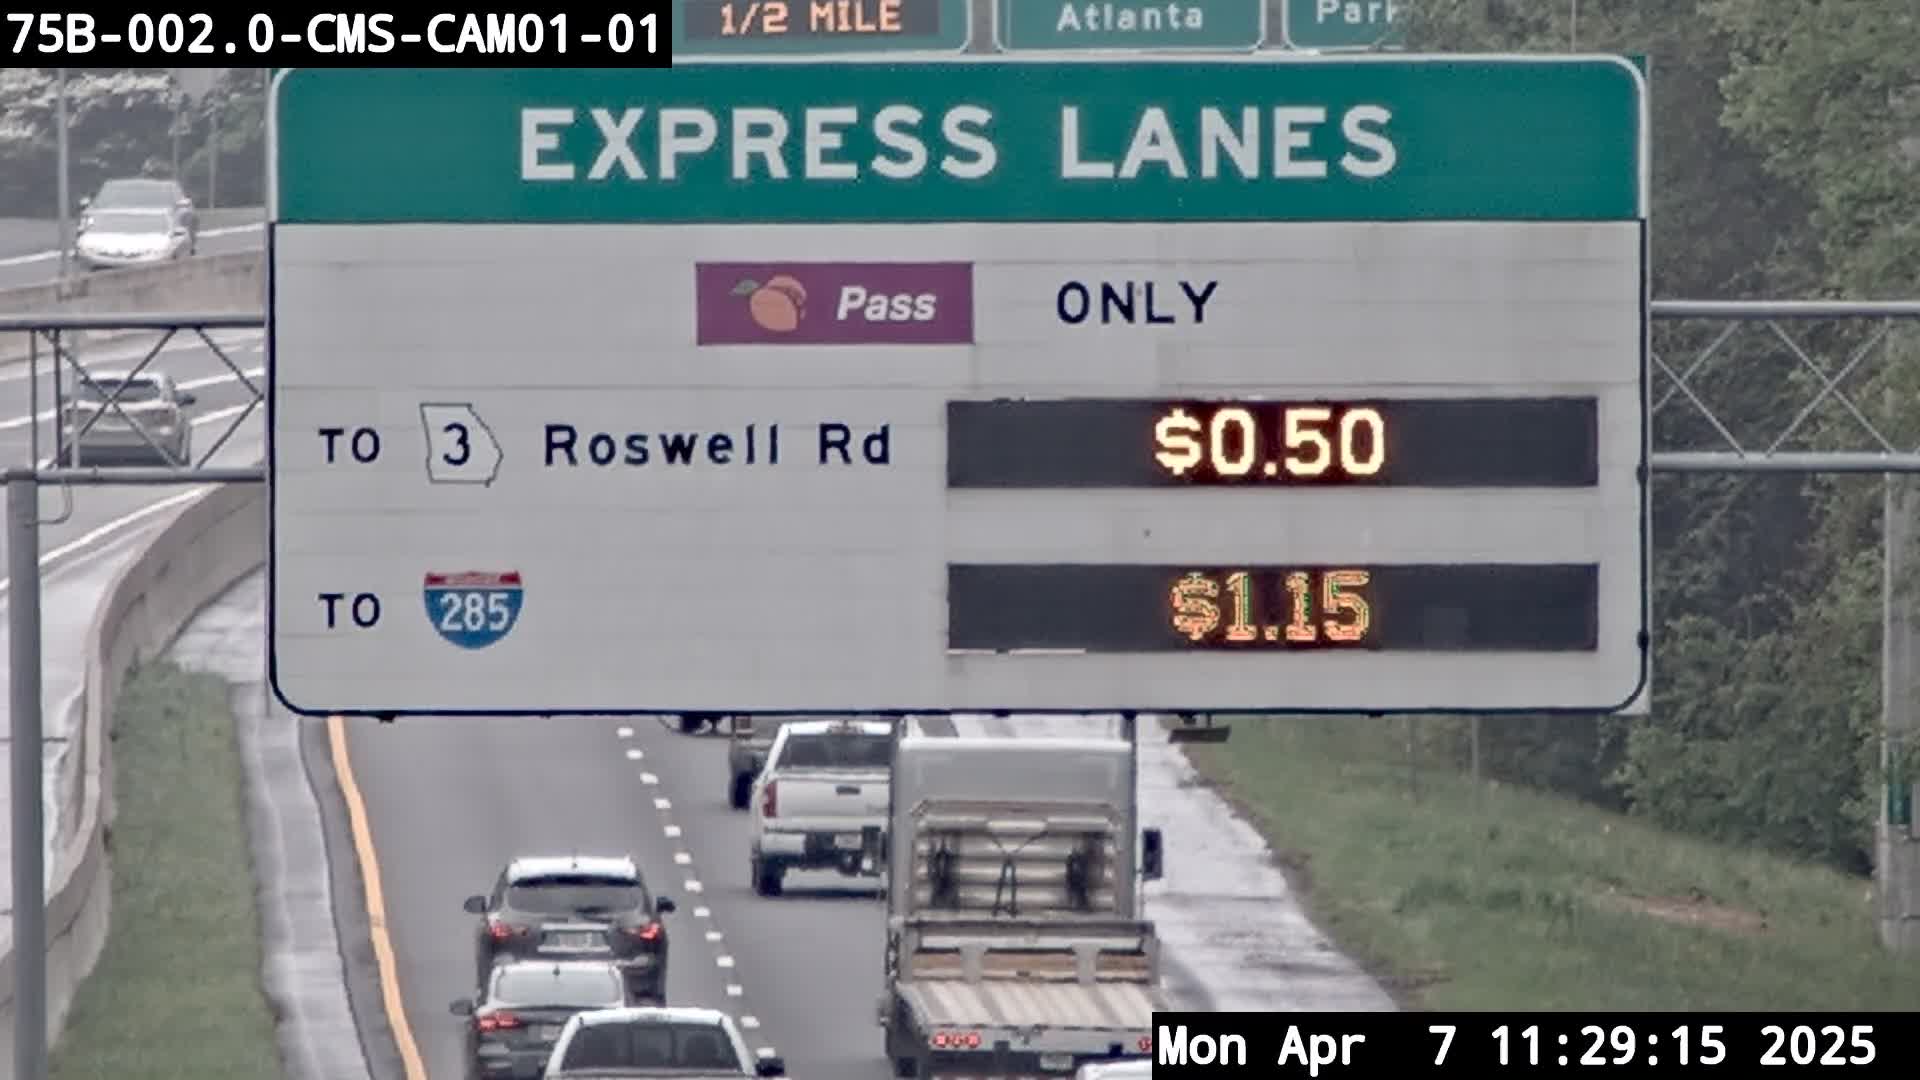 75B-002.0-CMS-CAM01-01
1/2 MILE
Atlanta
Park
EXPRESS LANES
Pass ONLY
TO 3 Roswell Rd $0.50
TO 285 $1.15
Mon Apr 7 11:29:15 2025